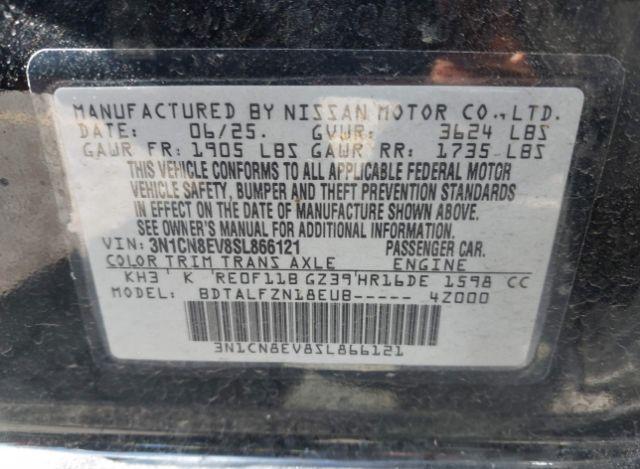 MANUFACTURED BY NISSAN MOTOR CO.,LTD.
DATE: 06/25. GVWR: 3624 LBS
GAWR FR: 1905 LBS GAWR RR: 1735 LBS
THIS VEHICLE CONFORMS TO ALL APPLICABLE FEDERAL MOTOR
VEHICLE SAFETY, BUMPER AND THEFT PREVENTION STANDARDS
IN EFFECT ON THE DATE OF MANUFACTURE SHOWN ABOVE.
SEE OWNER'S MANUAL FOR ADDITIONAL INFORMATION.
VIN: 3N1CN8EV8SL866121 PASSENGER CAR.
COLOR TRIM TRANS AXLE ENGINE
KH3 K RE0F11B GZ39 HR16DE 1598 CC
MODEL: BDTALFZN18EUB----- 4Z000
3N1CN8EV8SL866121